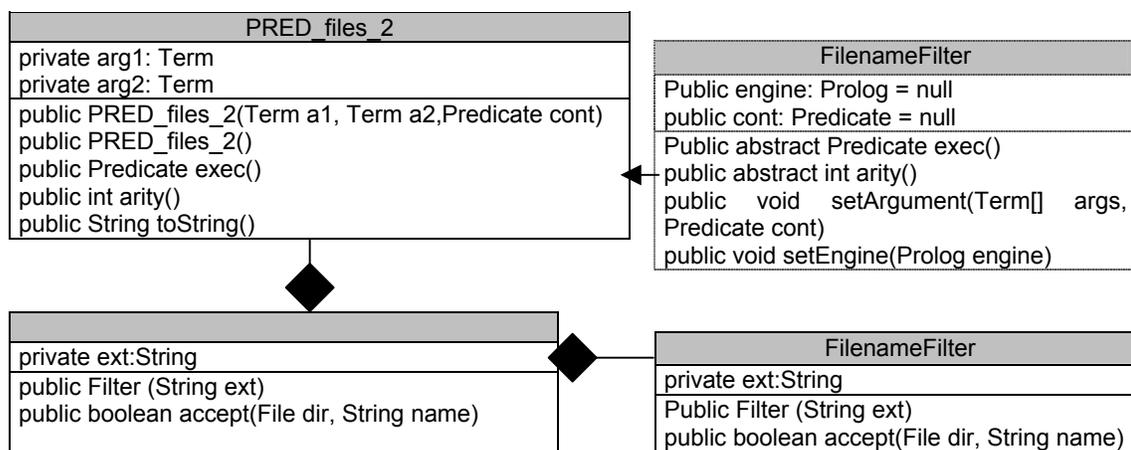 PRED_files_2
private arg1: Term
private arg2: Term
public PRED_files_2(Term a1, Term a2,Predicate cont)
public PRED_files_2()
public Predicate exec()
public int arity()
public String toString()
FilenameFilter
Public engine: Prolog = null
public cont: Predicate = null
Public abstract Predicate exec()
public abstract int arity()
public void setArgument(Term[] args,
Predicate cont)
public void setEngine(Prolog engine)
private ext:String
public Filter (String ext)
public boolean accept(File dir, String name)
FilenameFilter
private ext:String
Public Filter (String ext)
public boolean accept(File dir, String name)